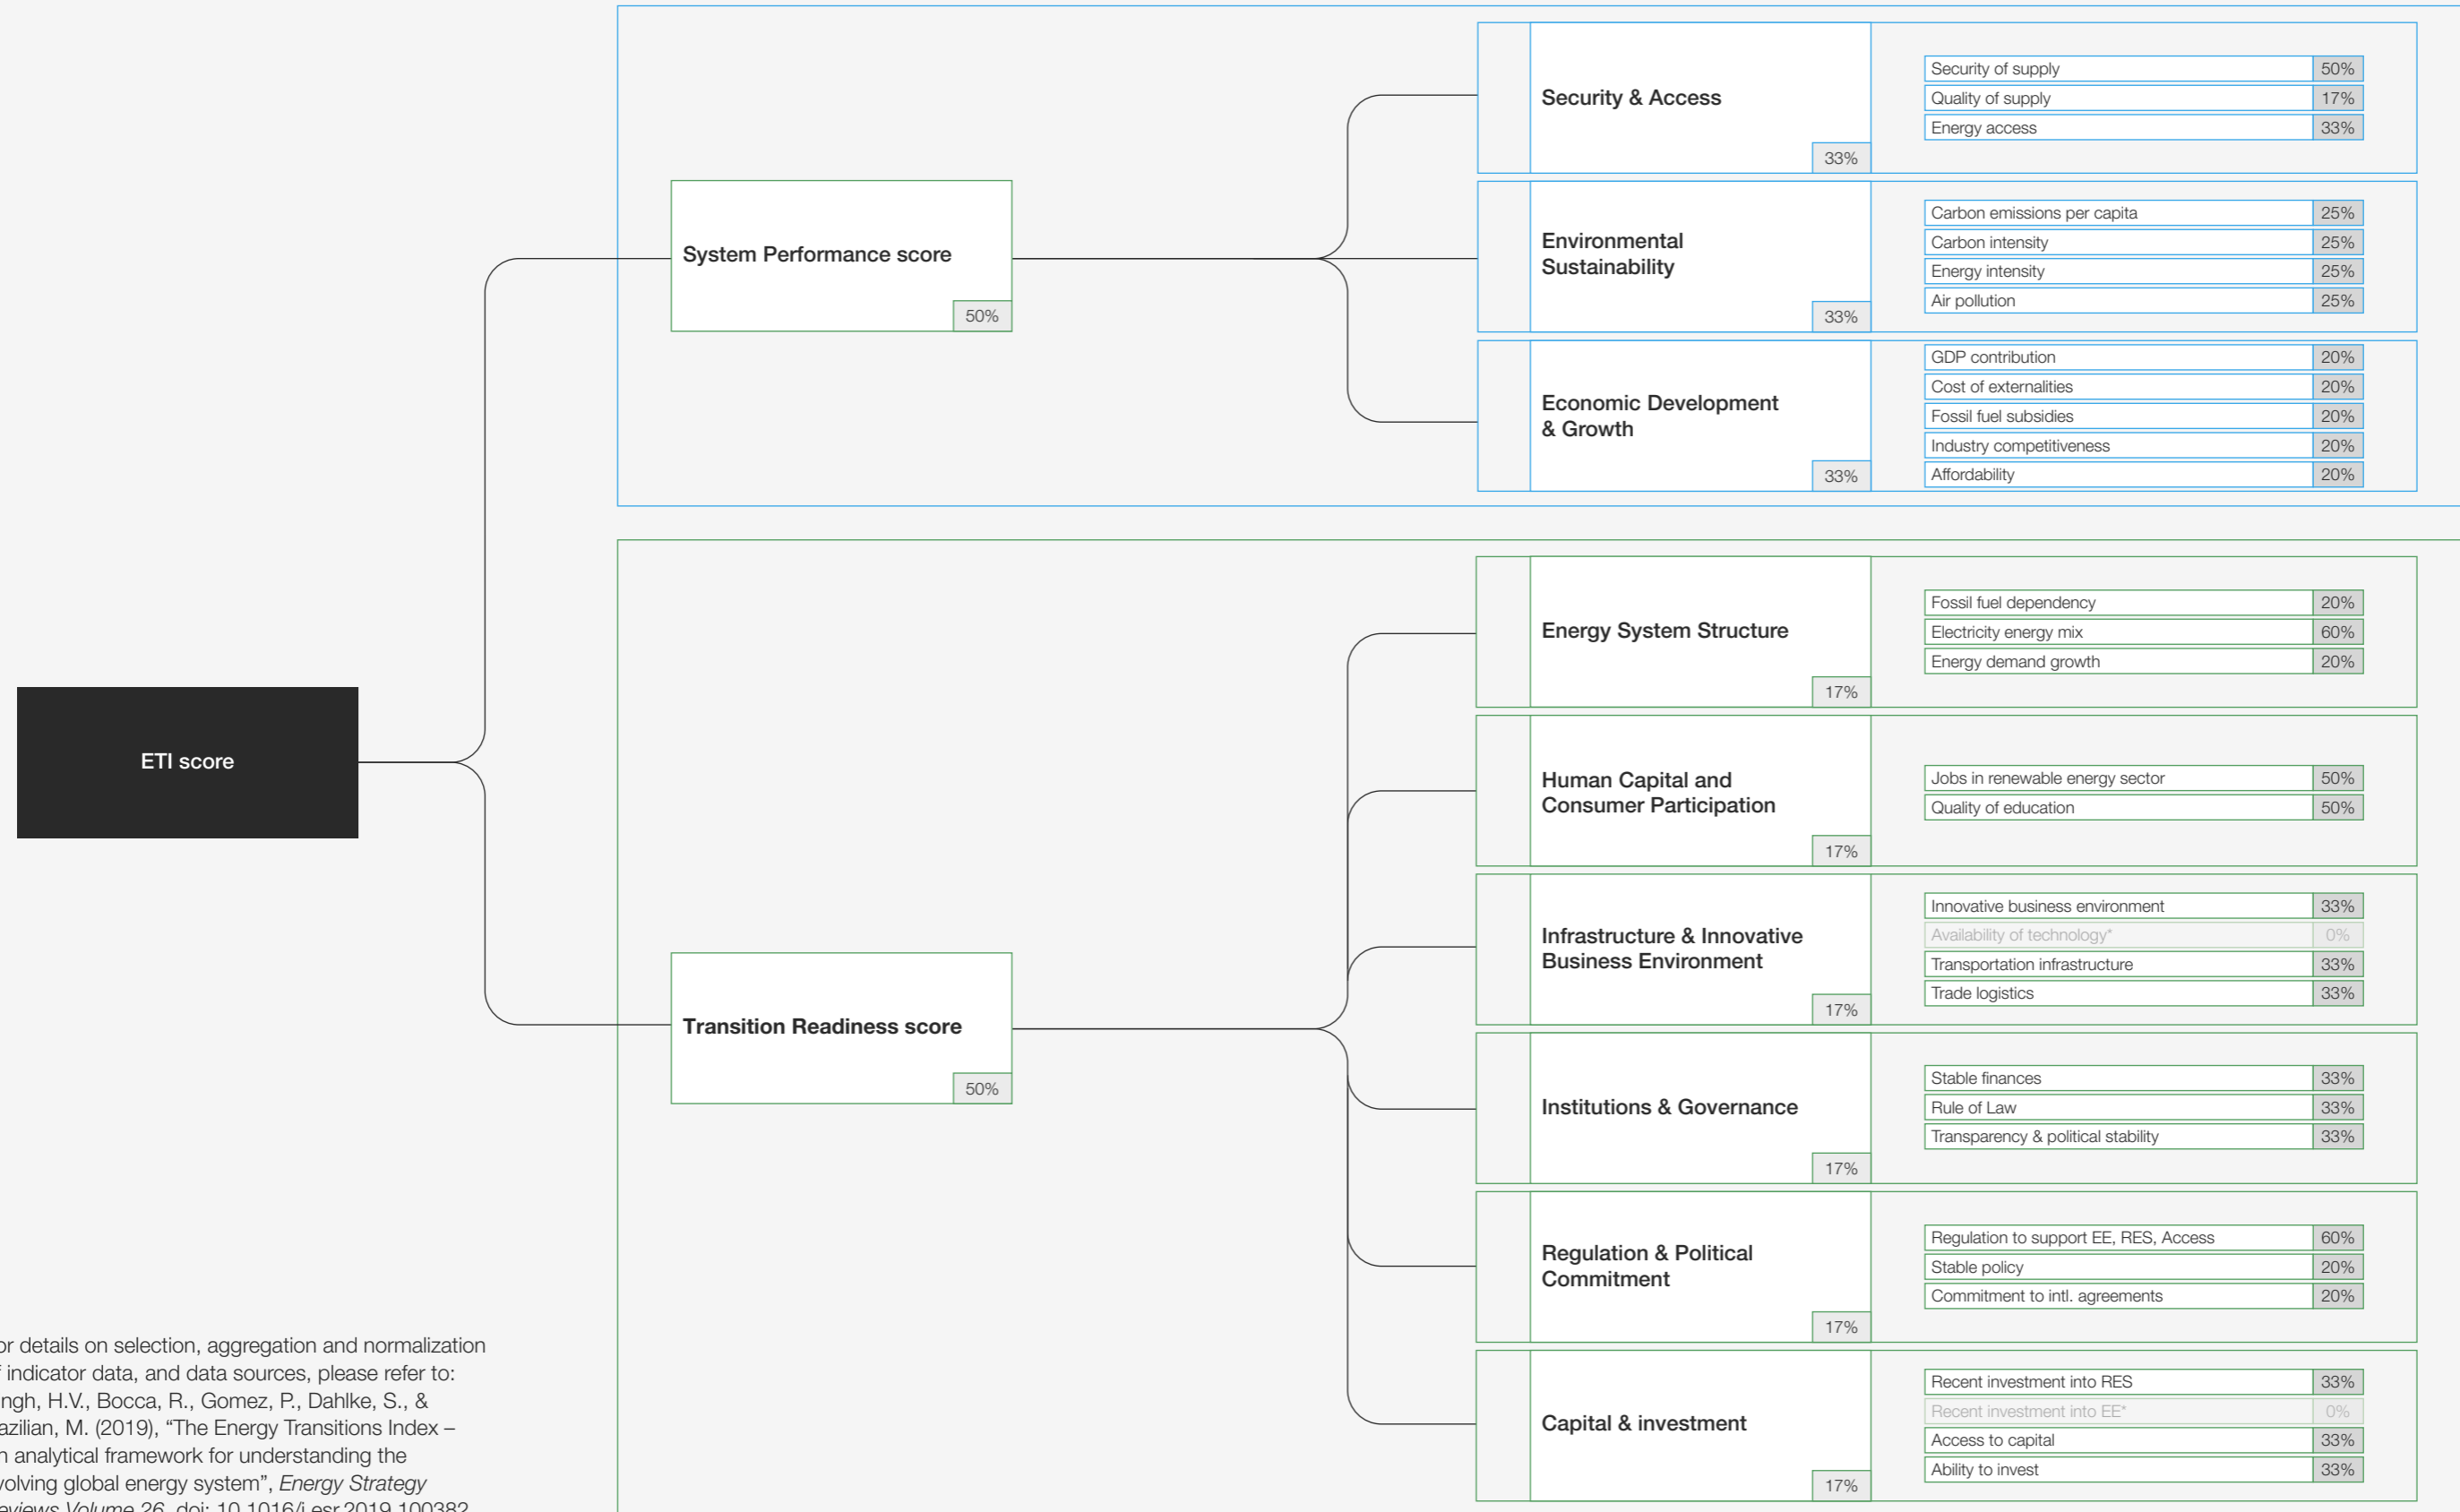 ETI score
System Performance score
50%
Security & Access
33%
Security of supply 50%
Quality of supply 17%
Energy access 33%
Environmental
Sustainability
33%
Carbon emissions per capita 25%
Carbon intensity 25%
Energy intensity 25%
Air pollution 25%
Economic Development
& Growth
33%
GDP contribution 20%
Cost of externalities 20%
Fossil fuel subsidies 20%
Industry competitiveness 20%
Affordability 20%
Transition Readiness score
50%
Energy System Structure
17%
Fossil fuel dependency 20%
Electricity energy mix 60%
Energy demand growth 20%
Human Capital and
Consumer Participation
17%
Jobs in renewable energy sector 50%
Quality of education 50%
Infrastructure & Innovative
Business Environment
17%
Innovative business environment 33%
Availability of technology* 0%
Transportation infrastructure 33%
Trade logistics 33%
Institutions & Governance
17%
Stable finances 33%
Rule of Law 33%
Transparency & political stability 33%
Regulation & Political
Commitment
17%
Regulation to support EE, RES, Access 60%
Stable policy 20%
Commitment to intl. agreements 20%
Capital & investment
17%
Recent investment into RES 33%
Recent investment into EE* 0%
Access to capital 33%
Ability to invest 33%
or details on selection, aggregation and normalization
f indicator data, and data sources, please refer to:
ingh, H.V., Bocca, R., Gomez, P., Dahlke, S., &
azilian, M. (2019), “The Energy Transitions Index –
n analytical framework for understanding the
volving global energy system”, Energy Strategy
eviews Volume 26, doi: 10.1016/j.esr.2019.100382